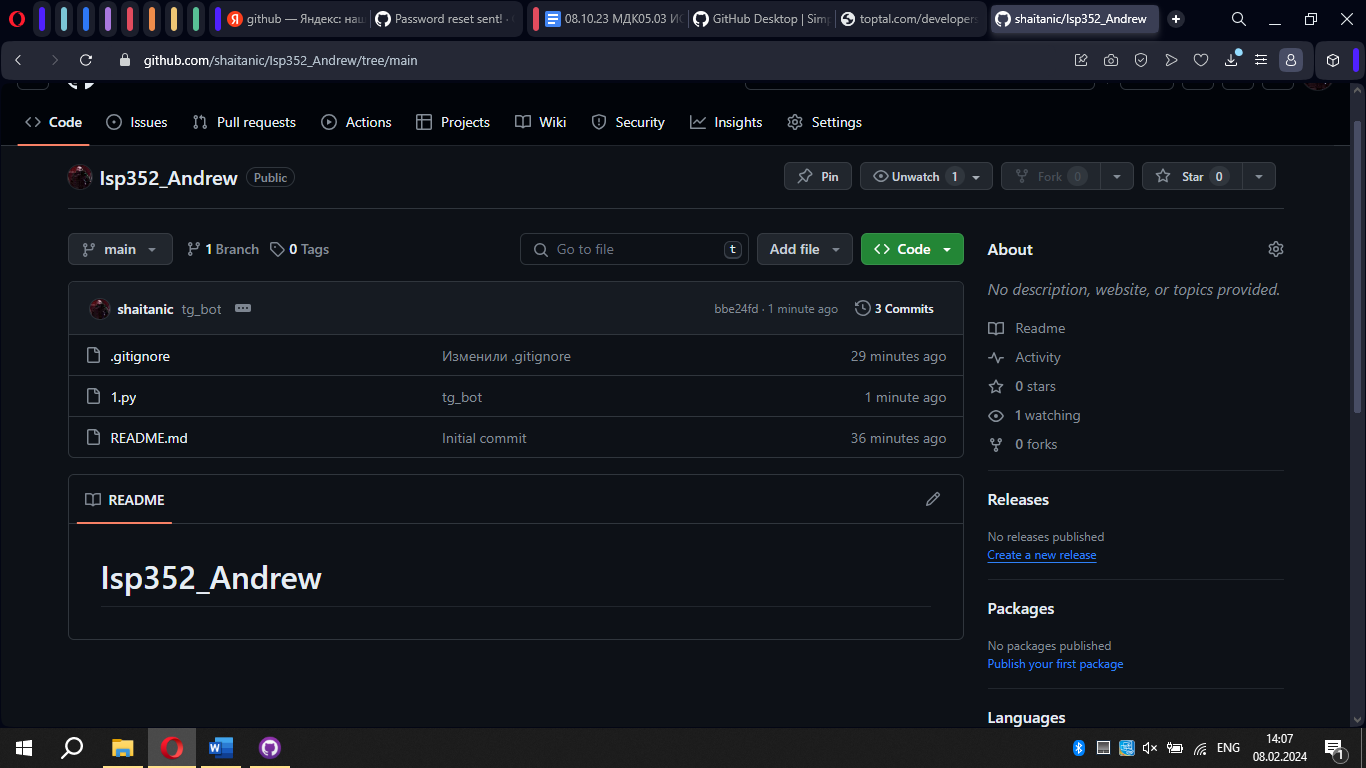 github — Яндекс: наш
Password reset sent! ·
08.10.23 МДК05.03 ИС
GitHub Desktop | Simp
toptal.com/developers
shaitanic/Isp352_Andrew
github.com/shaitanic/Isp352_Andrew/tree/main
Code Issues Pull requests Actions Projects Wiki Security Insights Settings
Isp352_Andrew Public Pin Unwatch 1 Fork 0 Star 0
main 1 Branch 0 Tags Go to file t Add file Code
shaitanic tg_bot bbe24fd · 1 minute ago 3 Commits
.gitignore Изменили .gitignore 29 minutes ago
1.py tg_bot 1 minute ago
README.md Initial commit 36 minutes ago
README
Isp352_Andrew
About
No description, website, or topics provided.
Readme
Activity
0 stars
1 watching
0 forks
Releases
No releases published
Create a new release
Packages
No packages published
Publish your first package
Languages
ENG
14:07
08.02.2024
1